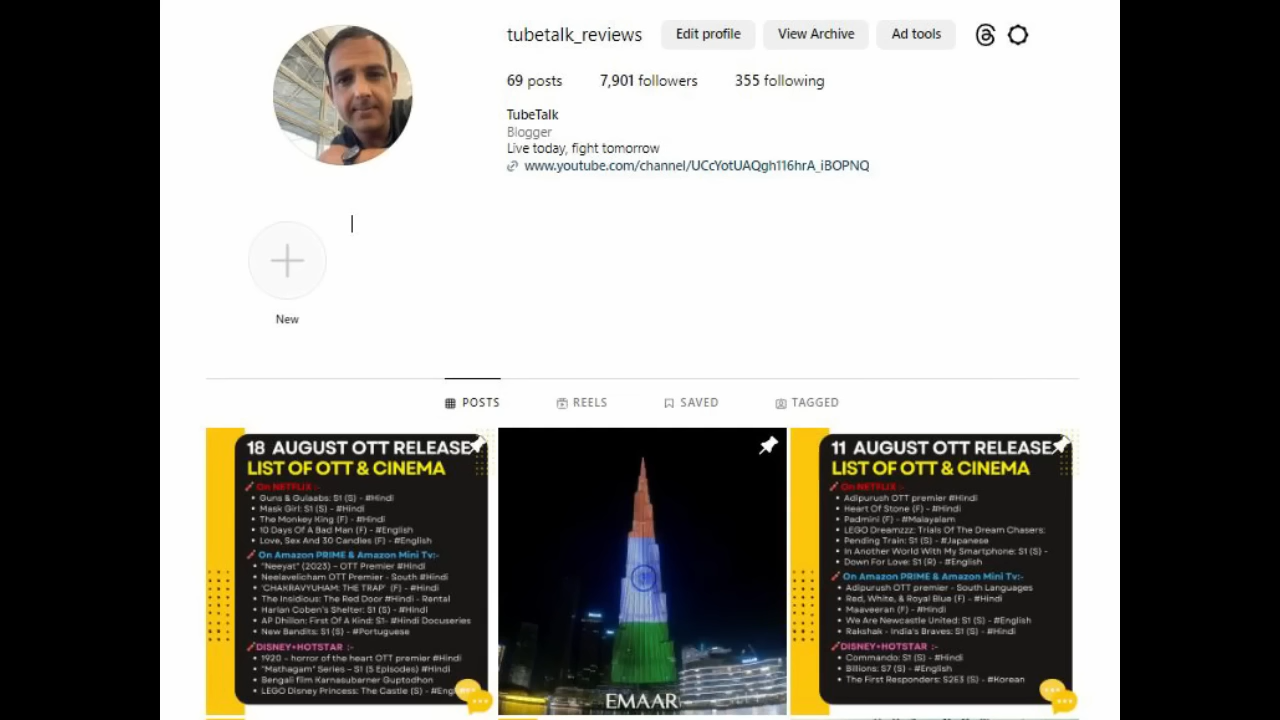 tubetalk_reviews Edit profile View Archive Ad tools
69 posts 7,901 followers 355 following
TubeTalk
Blogger
Live today, fight tomorrow
www.youtube.com/channel/UCcYotUAQgh116hrA_iBOPNQ
New
POSTS REELS SAVED TAGGED
18 AUGUST OTT RELEASE
LIST OF OTT & CINEMA
On NETFLIX :-
Guns & Gulaabs: S1 (S) - #Hindi
Mask Girl: S1 (S) - #Hindi
The Monkey King (F) - #Hindi
10 Days Of A Bad Man (F) - #English
Love, Sex And 30 Candles (F) - #English
On Amazon PRIME & Amazon Mini Tv:-
"Neeyat" (2023) – OTT Premier #Hindi
Neelavelicham OTT Premier - South #Hindi
'CHAKRAVYUHAM: THE TRAP' (F) - #Hindi
The Insidious: The Red Door #Hindi - Rental
Harlan Coben's Shelter: S1 (S) - #Hindi
AP Dhillon: First Of A Kind: S1- #Hindi Docuseries
New Bandits: S1 (S) - #Portuguese
DISNEY+HOTSTAR :-
1920 - horror of the heart OTT premier #Hindi
"Mathagam" Series – S1 (5 Episodes) #Hindi
Bengali film Karnasubarner Guptodhon
LEGO Disney Princess: The Castle (S) - #Eng
EMAAR
11 AUGUST OTT RELEASE
LIST OF OTT & CINEMA
On NETFLIX :-
Adipurush OTT premier #Hindi
Heart Of Stone (F) - #Hindi
Padmini (F) - #Malayalam
LEGO Dreamzzz: Trials Of The Dream Chasers:
Pending Train: S1 (S) - #Japanese
In Another World With My Smartphone: S1 (S) -
Down For Love: S1 (R) - #English
On Amazon PRIME & Amazon Mini Tv:-
Adipurush OTT premier - South Languages
Red, White, & Royal Blue (F) - #Hindi
Maaveeran (F) - #Hindi
We Are Newcastle United: S1 (S) - #English
Rakshak - India's Braves: S1 (S) - #Hindi
DISNEY+HOTSTAR :-
Commando: S1 (S) - #Hindi
Billions: S7 (S) - #English
The First Responders: S2E3 (S) - #Korean